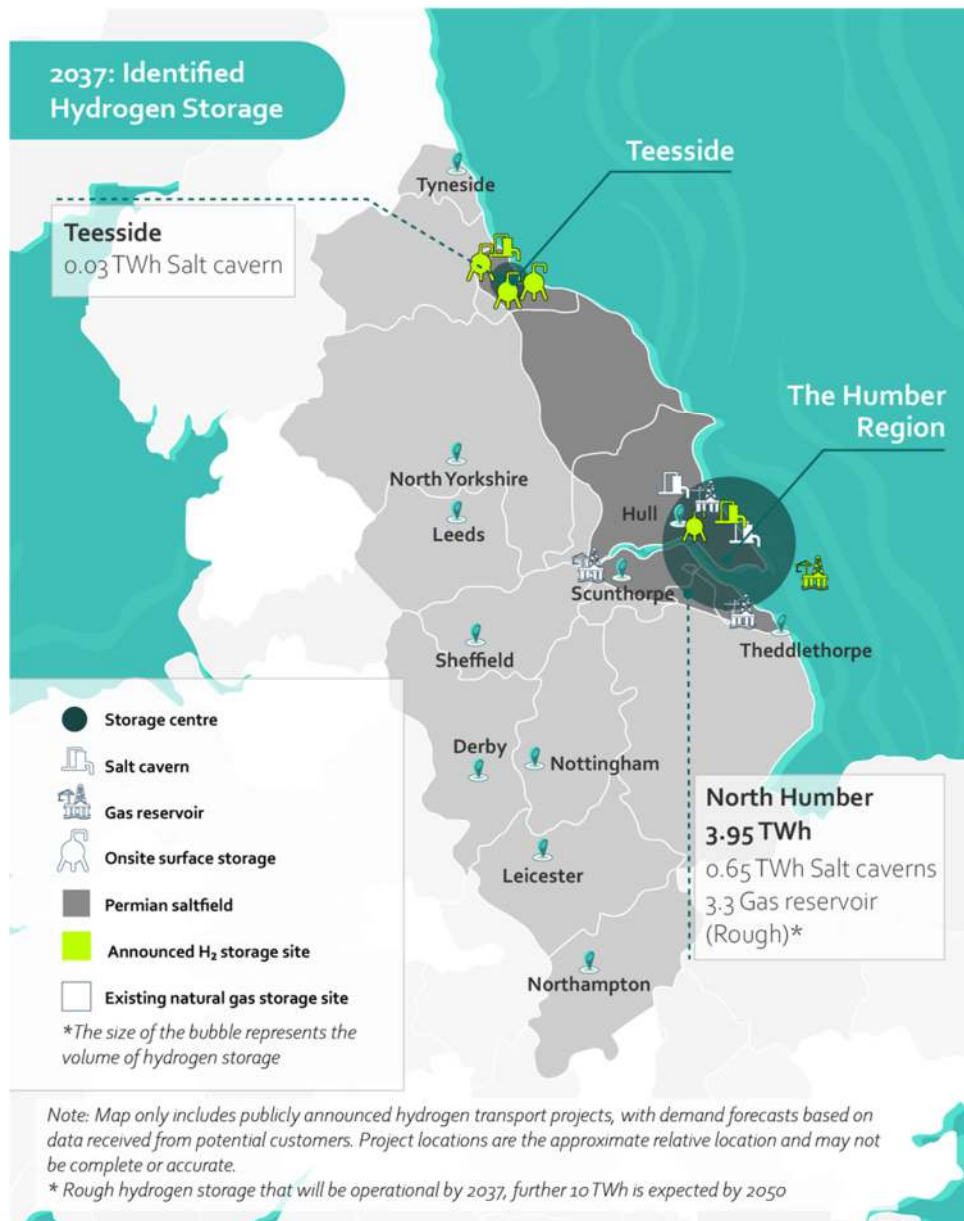 2037: Identified
Hydrogen Storage
Teesside
Tyneside
Teesside
0.03 TWh Salt cavern
The Humber
Region
North Yorkshire
Hull
Leeds
Scunthorpe
Sheffield
Theddlethorpe
Storage centre
Salt cavern
Gas reservoir
Onsite surface storage
Permian saltfield
Announced H₂ storage site
Existing natural gas storage site
*The size of the bubble represents the
volume of hydrogen storage
Derby
Nottingham
Leicester
Northampton
North Humber
3.95 TWh
0.65 TWh Salt caverns
3.3 Gas reservoir
(Rough)*
Note: Map only includes publicly announced hydrogen transport projects, with demand forecasts based on
data received from potential customers. Project locations are the approximate relative location and may not
be complete or accurate.
* Rough hydrogen storage that will be operational by 2037, further 10 TWh is expected by 2050